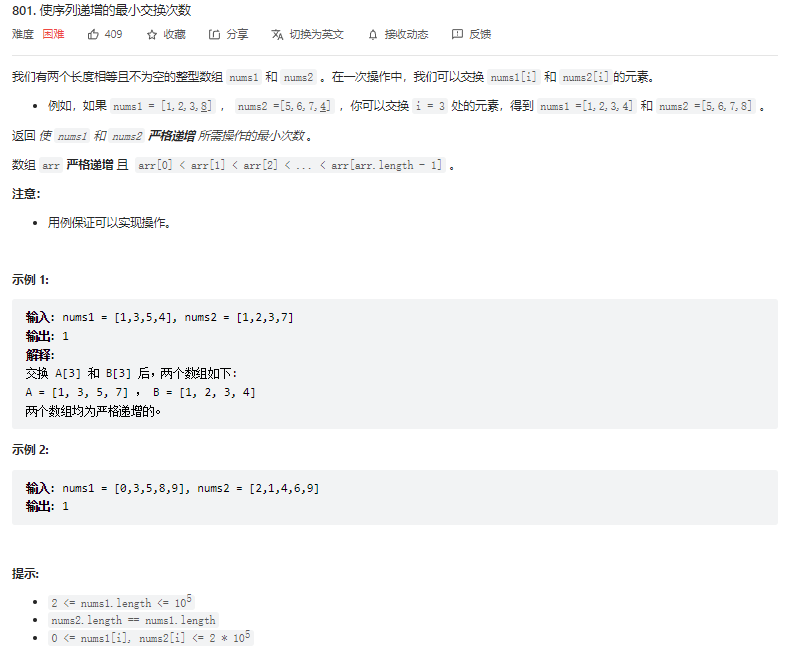 801. 使序列递增的最小交换次数
难度 困难 409 收藏 分享 切换为英文 接收动态 反馈
我们有两个长度相等且不为空的整型数组 nums1 和 nums2 。在一次操作中，我们可以交换 nums1[i] 和 nums2[i] 的元素。
• 例如，如果 nums1 = [1,2,3,8] ， nums2 =[5,6,7,4] ，你可以交换 i = 3 处的元素，得到 nums1 =[1,2,3,4] 和 nums2 =[5,6,7,8] 。
返回 使 nums1 和 nums2 严格递增 所需操作的最小次数 。
数组 arr 严格递增 且 arr[0] < arr[1] < arr[2] < ... < arr[arr.length - 1] 。
注意：
• 用例保证可以实现操作。
示例 1:
输入: nums1 = [1,3,5,4], nums2 = [1,2,3,7]
输出: 1
解释:
交换 A[3] 和 B[3] 后，两个数组如下:
A = [1, 3, 5, 7] ， B = [1, 2, 3, 4]
两个数组均为严格递增的。
示例 2:
输入: nums1 = [0,3,5,8,9], nums2 = [2,1,4,6,9]
输出: 1
提示:
• 2 <= nums1.length <= 10⁵
• nums2.length == nums1.length
• 0 <= nums1[i], nums2[i] <= 2 * 10⁵